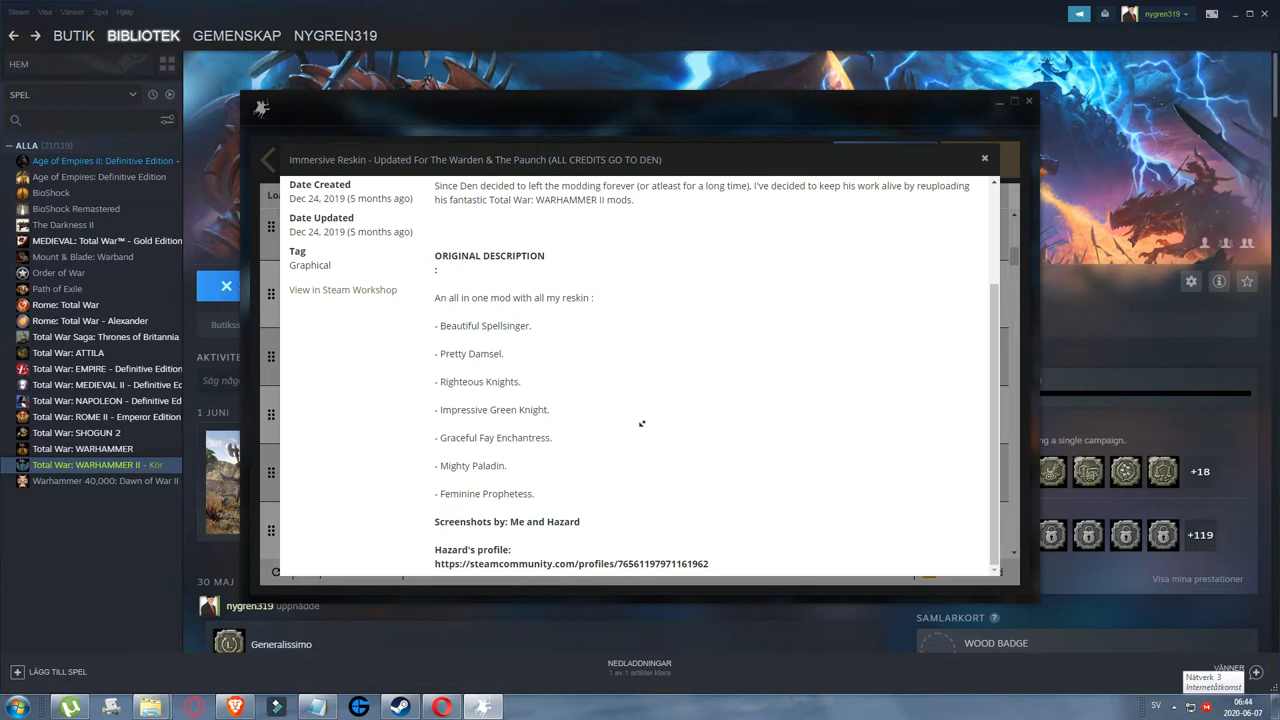 Steam Visa Vänner Spel Hjälp
nygren319
BUTIK BIBLIOTEK GEMENSKAP NYGREN319
HEM
SPEL
ALLA (21/119)
Age of Empires II: Definitive Edition -
Age of Empires: Definitive Edition
BioShock
BioShock Remastered
The Darkness II
MEDIEVAL: Total War™ - Gold Edition
Mount & Blade: Warband
Order of War
Path of Exile
Rome: Total War
Rome: Total War - Alexander
Total War Saga: Thrones of Britannia
Total War: ATTILA
Total War: EMPIRE - Definitive Edition
Total War: MEDIEVAL II - Definitive Ed
Total War: NAPOLEON - Definitive Ed
Total War: ROME II - Emperor Edition
Total War: SHOGUN 2
Total War: WARHAMMER
Total War: WARHAMMER II - Kör
Warhammer 40,000: Dawn of War II
LÄGG TILL SPEL
Butikss
AKTIVITE
Säg någo
1 JUNI
30 MAJ
nygren319 uppnådde
Generalissimo
Immersive Reskin - Updated For The Warden & The Paunch (ALL CREDITS GO TO DEN)
Loa
Date Created
Dec 24, 2019 (5 months ago)
Date Updated
Dec 24, 2019 (5 months ago)
Tag
Graphical
View in Steam Workshop
Since Den decided to left the modding forever (or atleast for a long time), I've decided to keep his work alive by reuploading
his fantastic Total War: WARHAMMER II mods.
ORIGINAL DESCRIPTION
:
An all in one mod with all my reskin :
- Beautiful Spellsinger.
- Pretty Damsel.
- Righteous Knights.
- Impressive Green Knight.
- Graceful Fay Enchantress.
- Mighty Paladin.
- Feminine Prophetess.
Screenshots by: Me and Hazard
Hazard's profile:
https://steamcommunity.com/profiles/76561197971161962
ng a single campaign.
+18
+119
Visa mina prestationer
SAMLARKORT ?
WOOD BADGE
NEDLADDNINGAR
1 av 1 artiklar klara
VÄNNER
Nätverk 3
Internetåtkomst
SV
06:44
2020-06-07